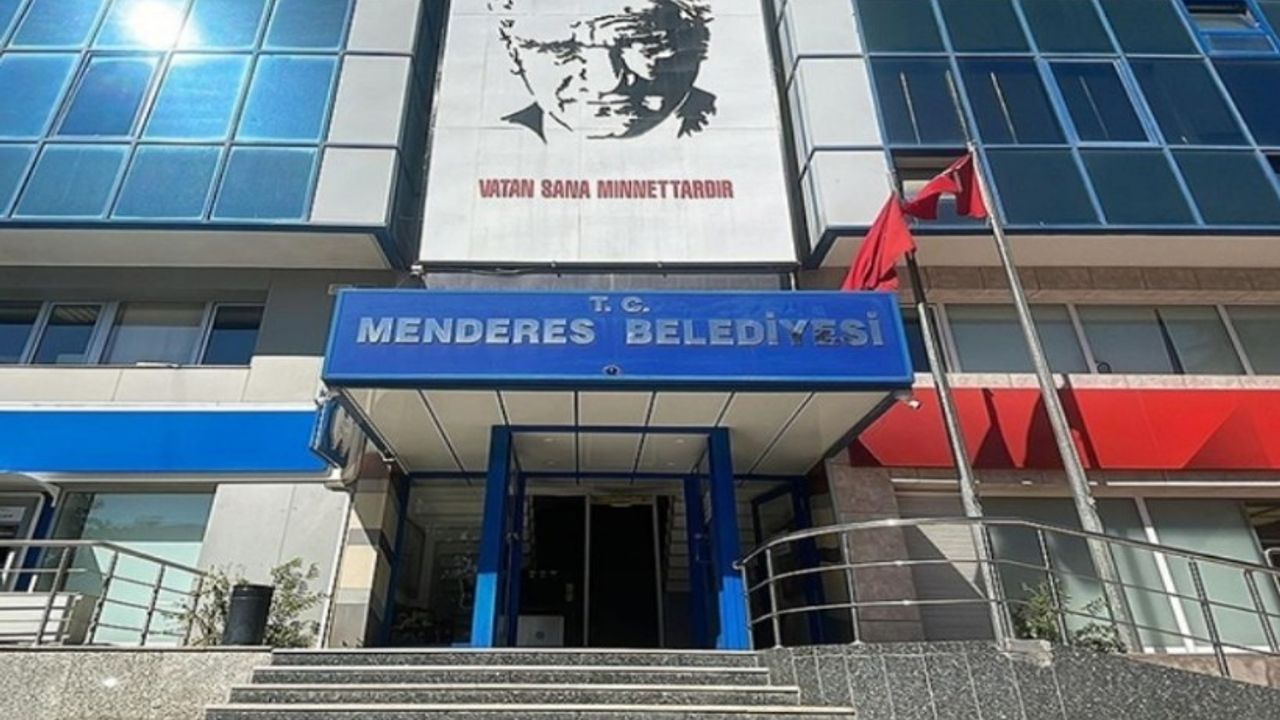 VATAN SANA MİNNETTARDIR
T. C.
MENDERES BELEDİYESİ